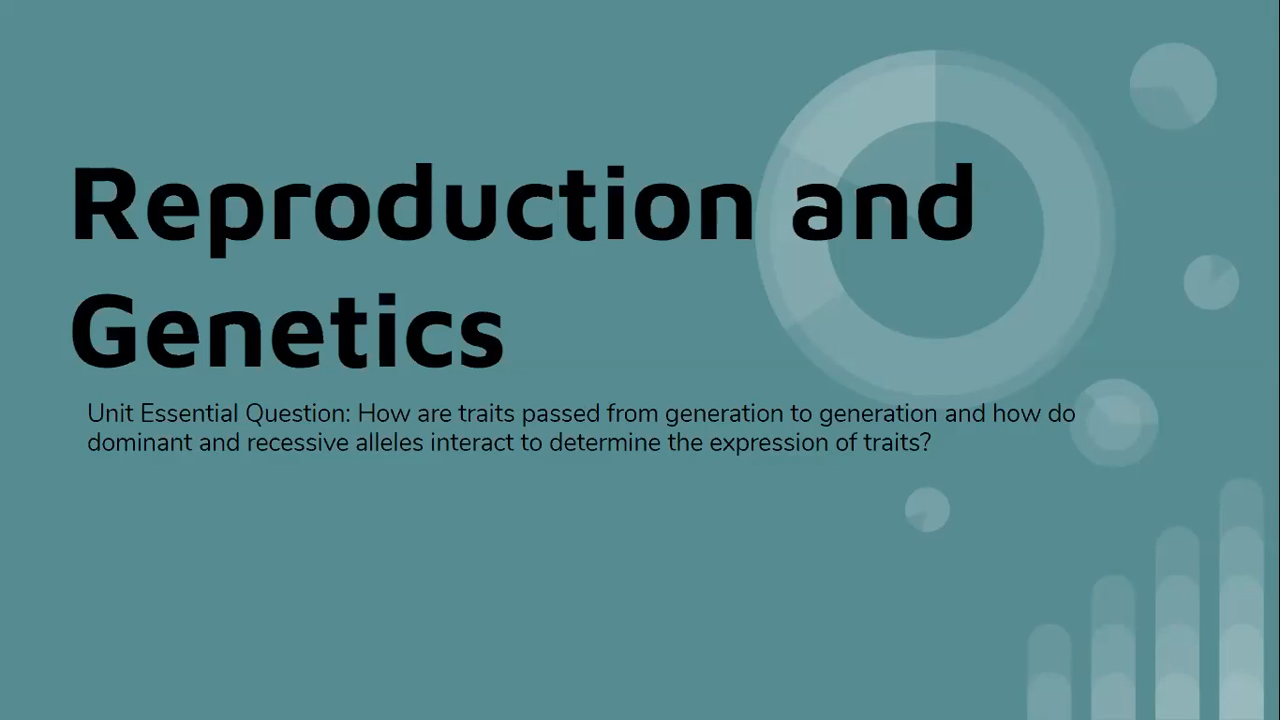 Reproduction and
Genetics
Unit Essential Question: How are traits passed from generation to generation and how do
dominant and recessive alleles interact to determine the expression of traits?